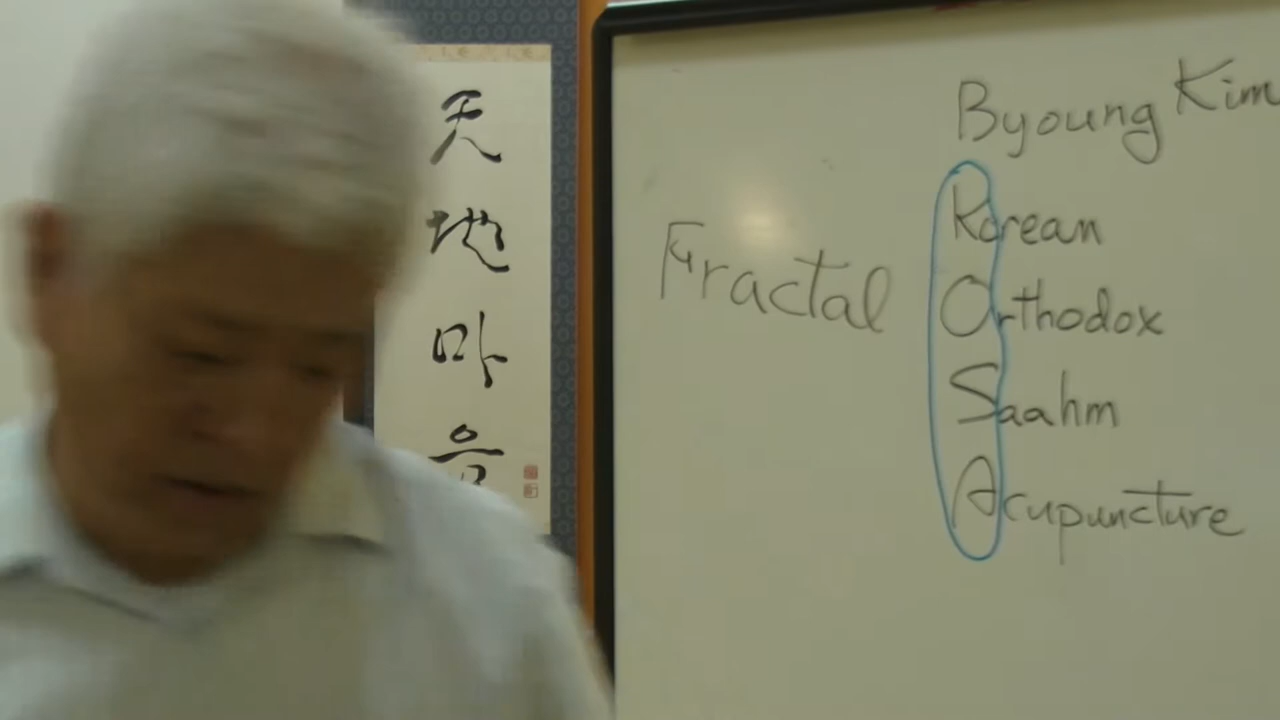 天
地
마
음
Byoung Kim
Korean
Fractal
Orthodox
Saahm
Acupuncture